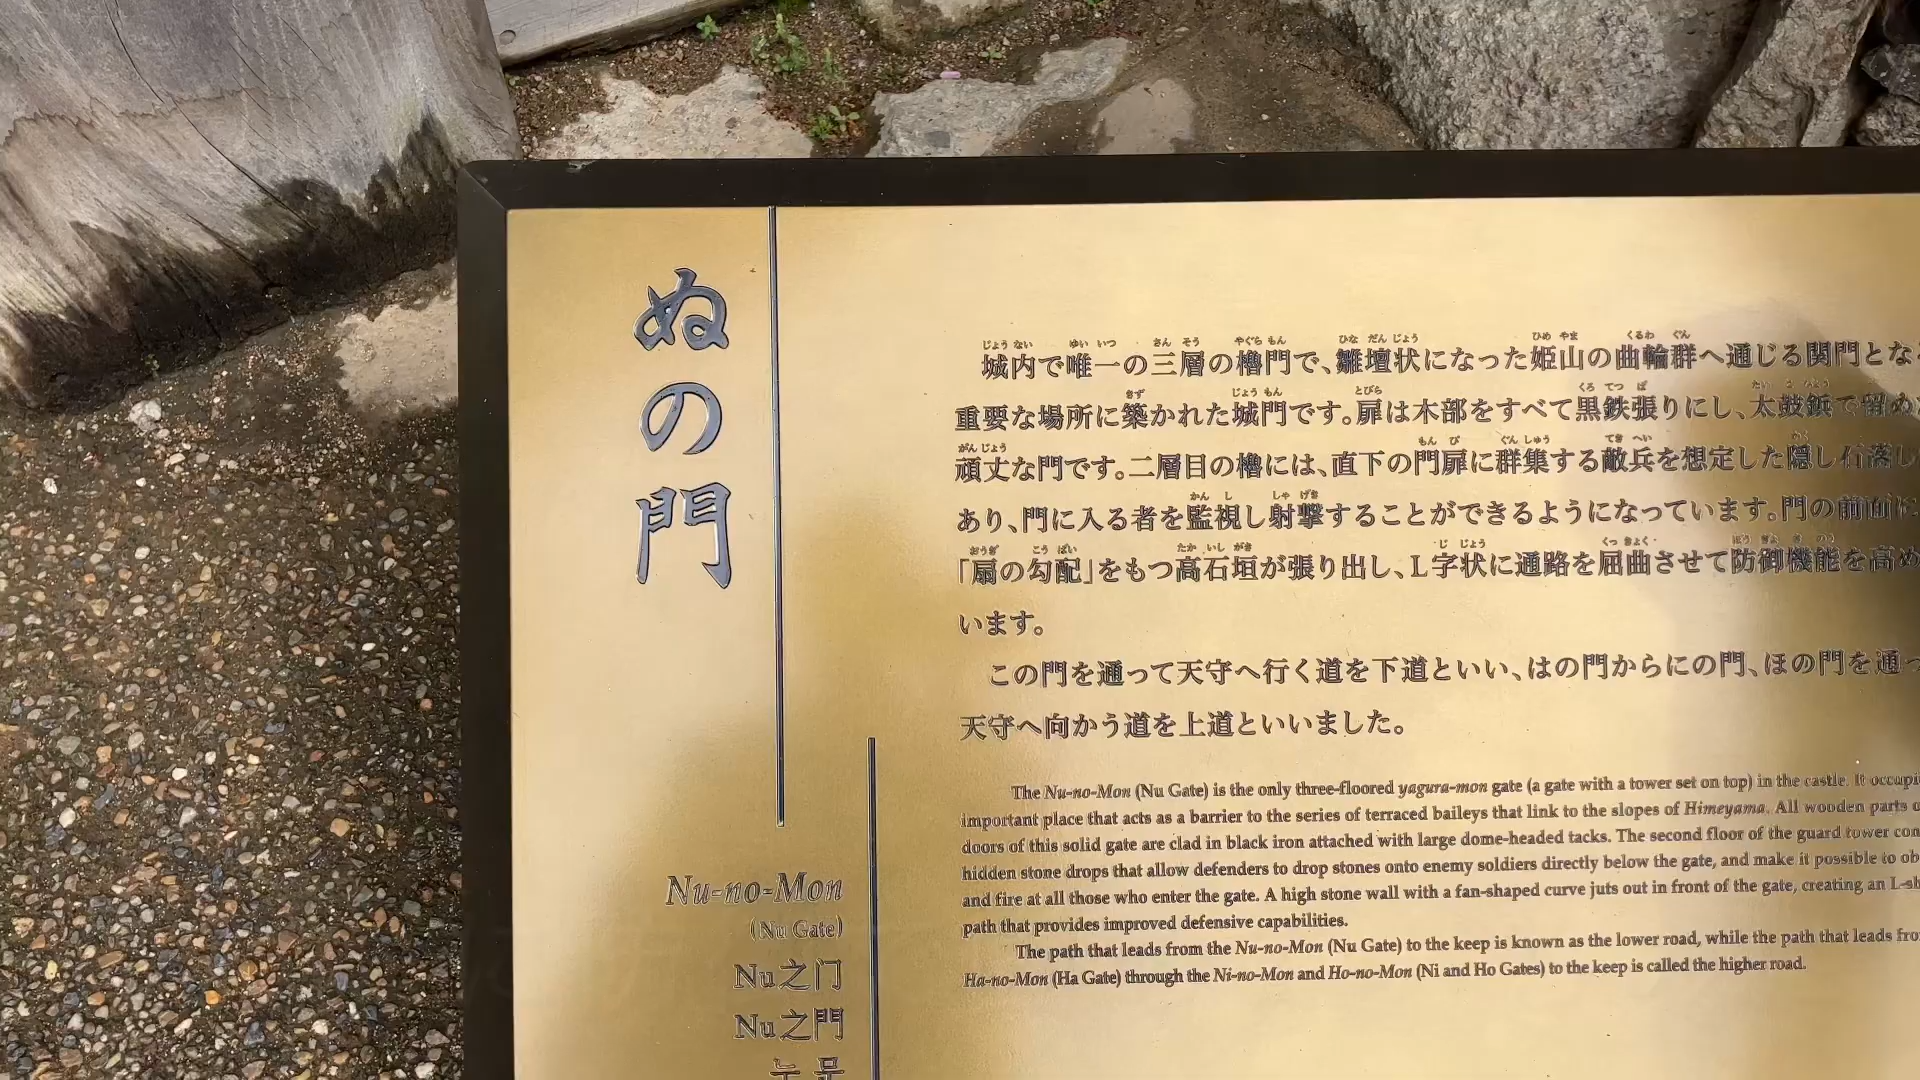 ぬの門
城内で唯一の三層の櫓門で、雛壇状になった姫山の曲輪群へ通じる関門とな
重要な場所に築かれた城門です。扉は木部をすべて黒鉄張りにし、太鼓鋲で留め
頑丈な門です。二層目の櫓には、直下の門扉に群集する敵兵を想定した隠し石落し
あり、門に入る者を監視し射撃することができるようになっています。門の前面に
「扇の勾配」をもつ高石垣が張り出し、L字状に通路を屈曲させて防御機能を高め
います。
この門を通って天守へ行く道を下道といい、はの門からにの門、ほの門を通っ
天守へ向かう道を上道といいました。
Nu-no-Mon
(Nu Gate)
Nu之门
Nu之門
The Nu-no-Mon (Nu Gate) is the only three-floored yagura-mon gate (a gate with a tower set on top) in the castle. It occupi
important place that acts as a barrier to the series of terraced baileys that link to the slopes of Himeyama. All wooden parts o
doors of this solid gate are clad in black iron attached with large dome-headed tacks. The second floor of the guard tower con
hidden stone drops that allow defenders to drop stones onto enemy soldiers directly below the gate, and make it possible to ob
and fire at all those who enter the gate. A high stone wall with a fan-shaped curve juts out in front of the gate, creating an L-sh
path that provides improved defensive capabilities.
The path that leads from the Nu-no-Mon (Nu Gate) to the keep is known as the lower road, while the path that leads fro
Ha-no-Mon (Ha Gate) through the Ni-no-Mon and Ho-no-Mon (Ni and Ho Gates) to the keep is called the higher road.